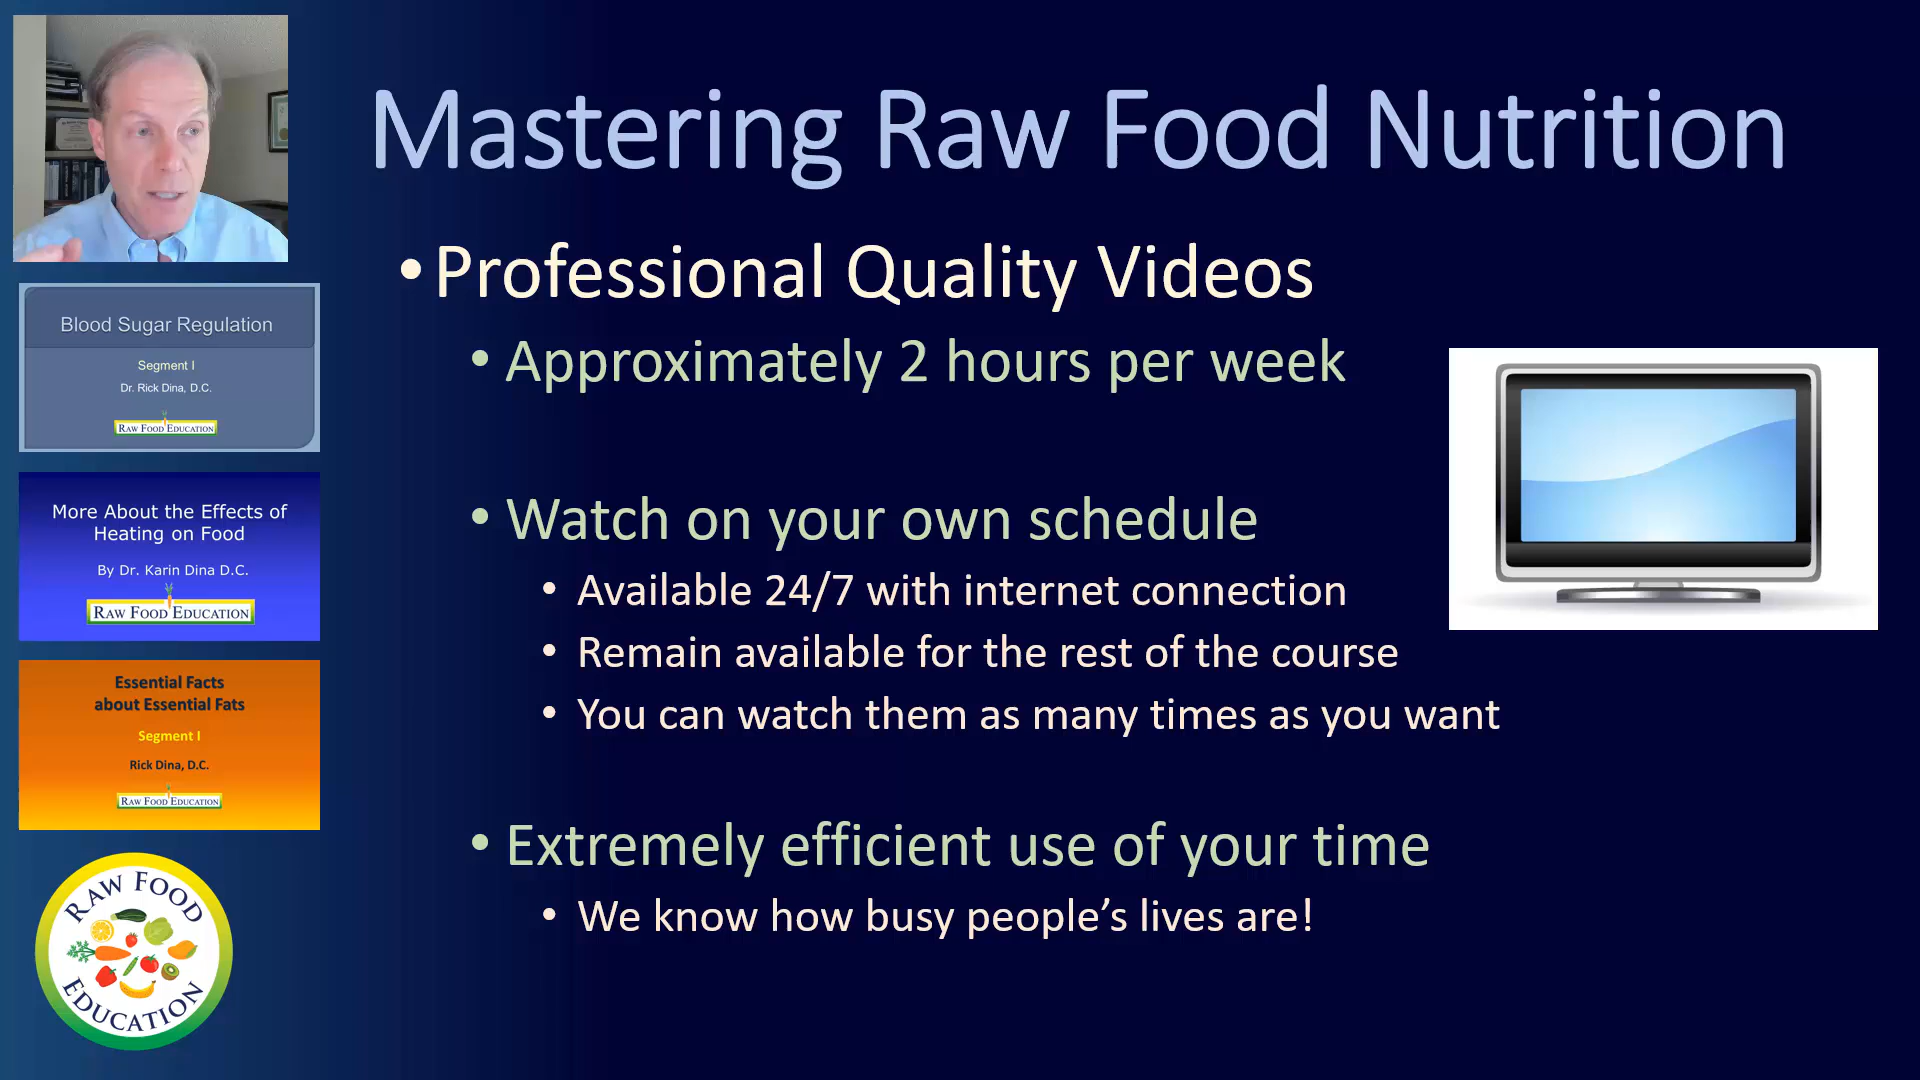 Mastering Raw Food Nutrition
•Professional Quality Videos
• Approximately 2 hours per week
• Watch on your own schedule
• Available 24/7 with internet connection
• Remain available for the rest of the course
• You can watch them as many times as you want
• Extremely efficient use of your time
• We know how busy people’s lives are!
Blood Sugar Regulation
Segment I
Dr. Rick Dina, D.C.
RAW FOOD EDUCATION
More About the Effects of
Heating on Food
By Dr. Karin Dina D.C.
RAW FOOD EDUCATION
Essential Facts
about Essential Fats
Segment I
Rick Dina, D.C.
RAW FOOD EDUCATION
RAW FOOD
EDUCATION